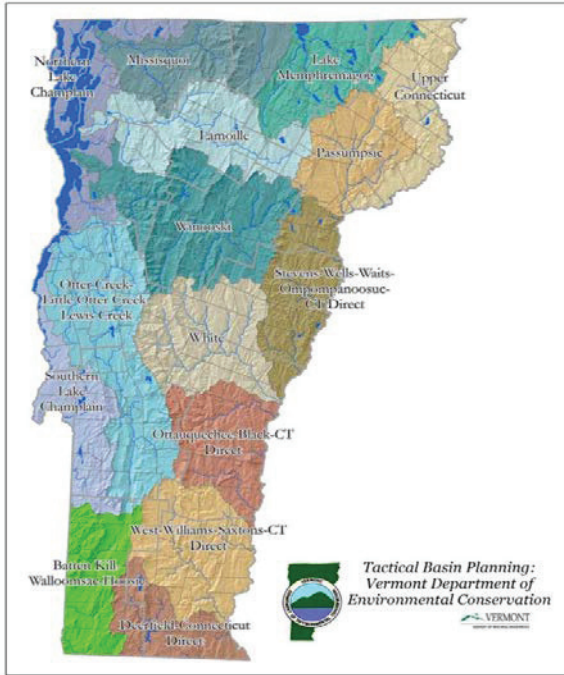 Northern
Lake
Champlain
Missisquoi
Lake
Memphremagog
Upper
Connecticut
Lamoille
Passumpsic
Winooski
Stevens-Wells-Waits-
Ompompanoosuc-
CT Direct
Otter Creek-
Little Otter Creek-
Lewis Creek
White
Southern
Lake
Champlain
Ottauquechee-Black-CT
Direct
West-Williams-Saxtons-CT
Direct
Batten Kill-
Walloomsac-Hoosic
Deerfield-Connecticut
Direct
Tactical Basin Planning:
Vermont Department of
Environmental Conservation
VERMONT